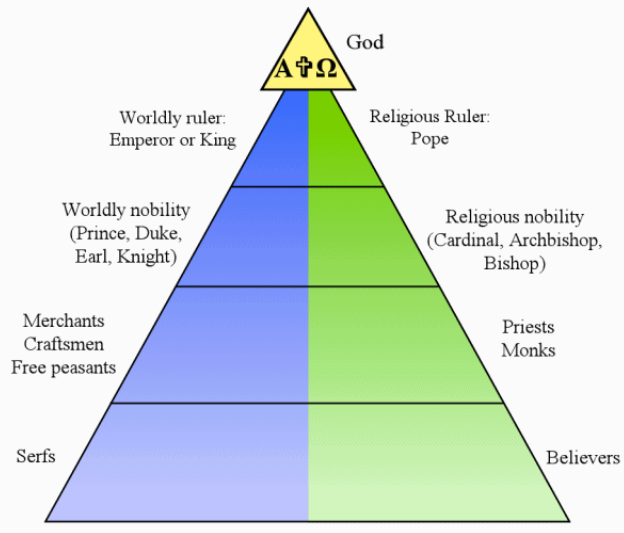 God
Α✞Ω
Worldly ruler:
Emperor or King
Religious Ruler:
Pope
Worldly nobility
(Prince, Duke,
Earl, Knight)
Religious nobility
(Cardinal, Archbishop,
Bishop)
Merchants
Craftsmen
Free peasants
Priests
Monks
Serfs
Believers